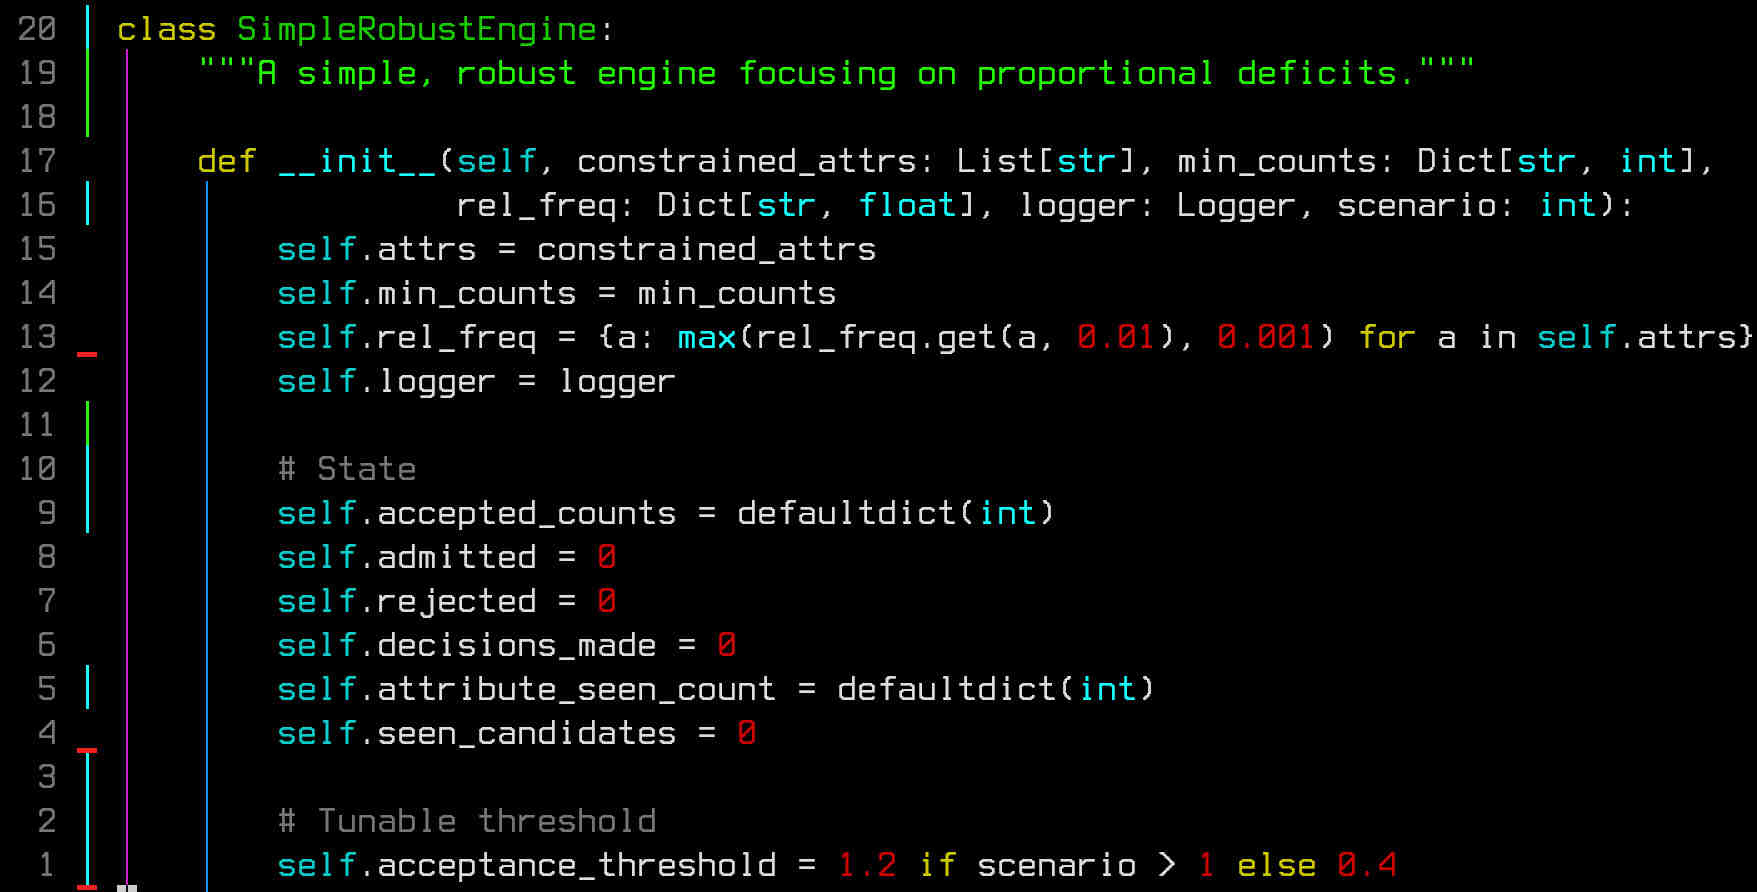 20 class SimpleRobustEngine:
19     """A simple, robust engine focusing on proportional deficits."""
18
17     def __init__(self, constrained_attrs: List[str], min_counts: Dict[str, int],
16                  rel_freq: Dict[str, float], logger: Logger, scenario: int):
15         self.attrs = constrained_attrs
14         self.min_counts = min_counts
13         self.rel_freq = {a: max(rel_freq.get(a, 0.01), 0.001) for a in self.attrs}
12         self.logger = logger
11
10         # State
9         self.accepted_counts = defaultdict(int)
8         self.admitted = 0
7         self.rejected = 0
6         self.decisions_made = 0
5         self.attribute_seen_count = defaultdict(int)
4         self.seen_candidates = 0
3
2         # Tunable threshold
1         self.acceptance_threshold = 1.2 if scenario > 1 else 0.4